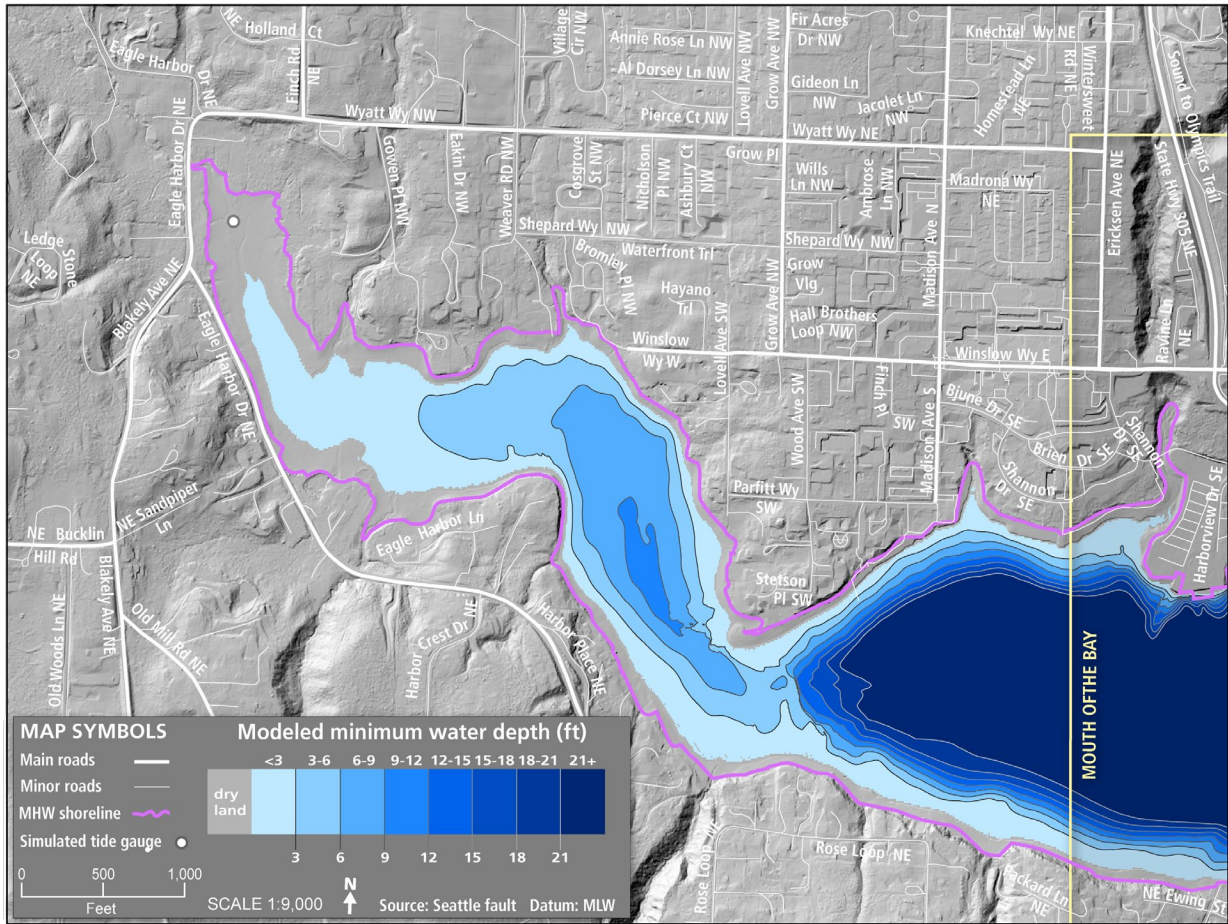 NE
Holland Ct
Eagle Harbor
Dr NE
Finch Rd
NE
Village
Cir NW
Annie Rose Ln NW
Al Dorsey Ln NW
Pierce Ct NW
Lovell Ave NW
Grow Ave NW
Fir Acres
Dr NW
Gideon Ln
NW
Jacolet Ln
NW
Knechtel Wy NE
Homestead Ln
NE
Wintersweet
Rd NE
Sound to Olympics Trail
Wyatt Wy NW
Wyatt Wy NE
Eagle Harbor Dr NE
Gowen Pl NW
Eakin Dr NW
Weaver RD NW
Cosgrove
St NW
Nicholson
Pl NW
Ashbury Ct
NW
Grow Pl
Wills
Ln NW
Ambrose
Ln NW
Madison Ave N
Madrona Wy
NE
Ericksen Ave NE
State Hwy 305 NE
Ledge
Stone
Loop
NE
Blakely Ave NE
Shepard Wy NW
Waterfront Trl
Shepard Wy NW
Bromley
Pl NW
Hayano
Trl
Grow
Vlg
Grow Ave NW
Hall Brothers
Loop NW
Ravine Ln
NE
Eagle Harbor Dr NE
Winslow
Wy W
Winslow Wy E
Lovell Ave SW
Wood Ave SW
Finch Pl
SW
Madison Ave S
Bjune Dr SE
Brien Dr SE
Shannon
Dr SE
Shannon
Dr SE
Harborview Dr SE
NE Bucklin
Hill Rd
NE Sandpiper
Ln
Eagle Harbor Ln
Parfitt Wy
SW
Stetson
Pl SW
Old Woods Ln NE
Blakely Ave NE
Old Mill Rd NE
Harbor Crest Dr
NE
Harbor Place NE
MOUTH OFTHE BAY
Rose Loop
Rose Loop NE
Packard Ln
NE
NE Ewing St
MAP SYMBOLS
Main roads
Minor roads
MHW shoreline
Simulated tide gauge
0 500 1,000
Feet
Modeled minimum water depth (ft)
<3 3-6 6-9 9-12 12-15 15-18 18-21 21+
dry
land
3 6 9 12 15 18 21
SCALE 1:9,000
N
Source: Seattle fault Datum: MLW